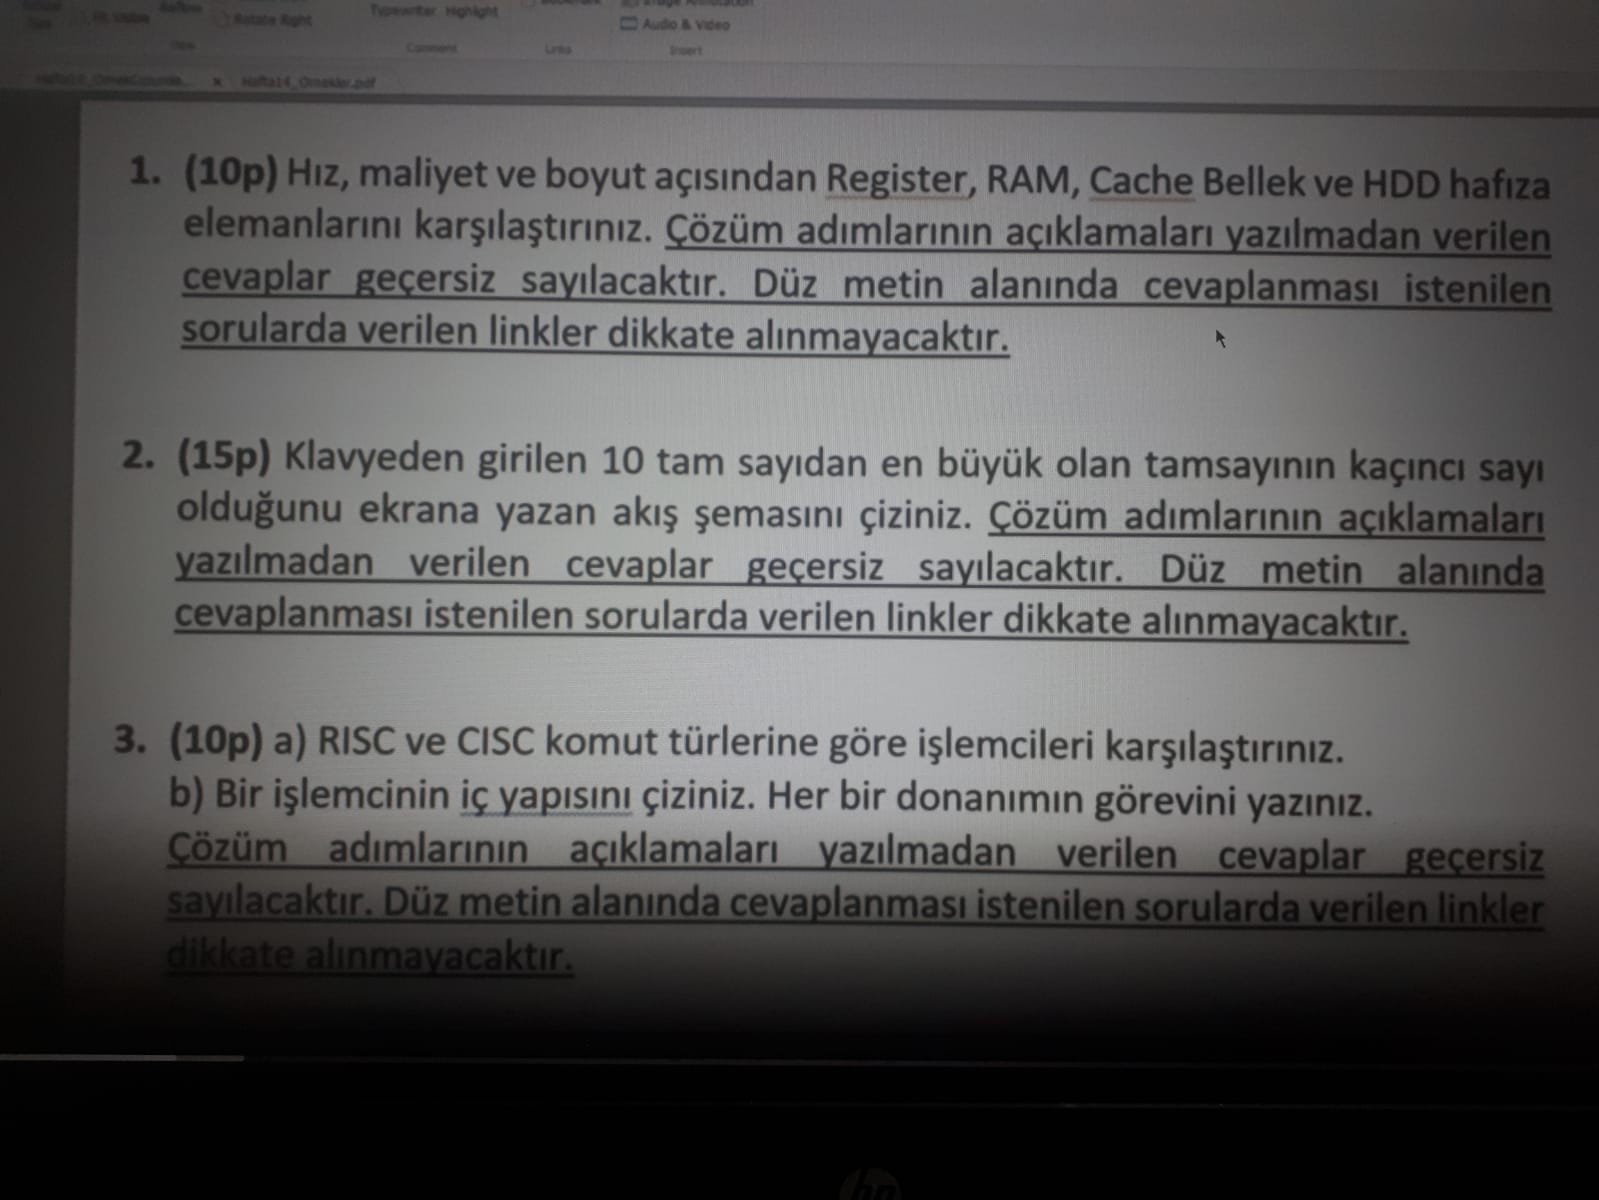 Rotate Right
Typewriter Highlight
Audio & Video
Comment
Links
Insert
Hafta14_Ornekler.pdf
1. (10p) Hız, maliyet ve boyut açısından Register, RAM, Cache Bellek ve HDD hafıza
elemanlarını karşılaştırınız. Çözüm adımlarının açıklamaları yazılmadan verilen
cevaplar geçersiz sayılacaktır. Düz metin alanında cevaplanması istenilen
sorularda verilen linkler dikkate alınmayacaktır.
2. (15p) Klavyeden girilen 10 tam sayıdan en büyük olan tamsayının kaçıncı sayı
olduğunu ekrana yazan akış şemasını çiziniz. Çözüm adımlarının açıklamaları
yazılmadan verilen cevaplar geçersiz sayılacaktır. Düz metin alanında
cevaplanması istenilen sorularda verilen linkler dikkate alınmayacaktır.
3. (10p) a) RISC ve CISC komut türlerine göre işlemcileri karşılaştırınız.
b) Bir işlemcinin iç yapısını çiziniz. Her bir donanımın görevini yazınız.
Çözüm adımlarının açıklamaları yazılmadan verilen cevaplar geçersiz
sayılacaktır. Düz metin alanında cevaplanması istenilen sorularda verilen linkler
dikkate alınmayacaktır.
hp